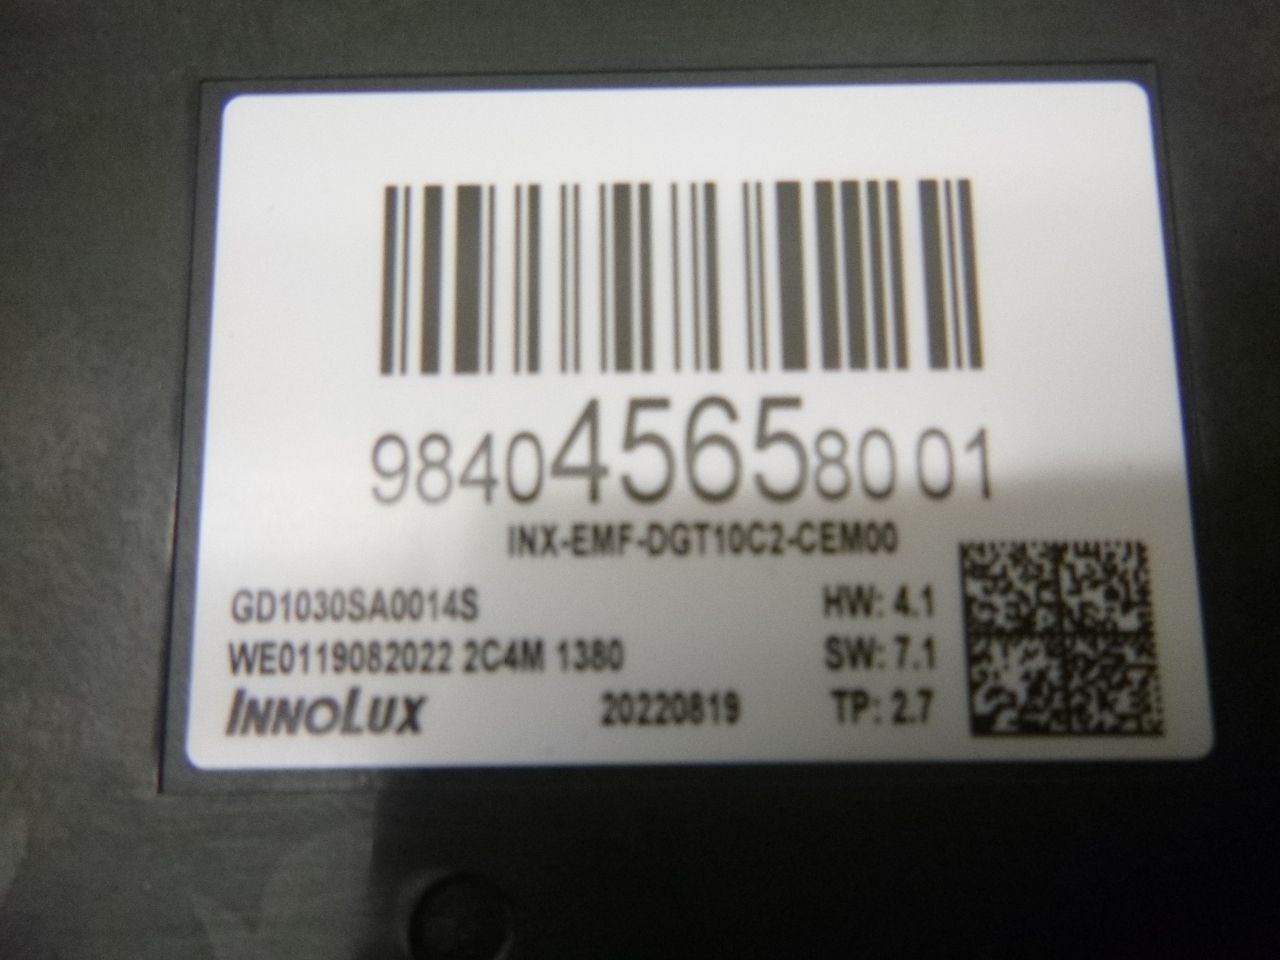 9840456580 01
INX-EMF-DGT10C2-CEM00
GD1030SA0014S
HW: 4.1
WE0119082022 2C4M 1380
SW: 7.1
INNOLUX
20220819
TP: 2.7